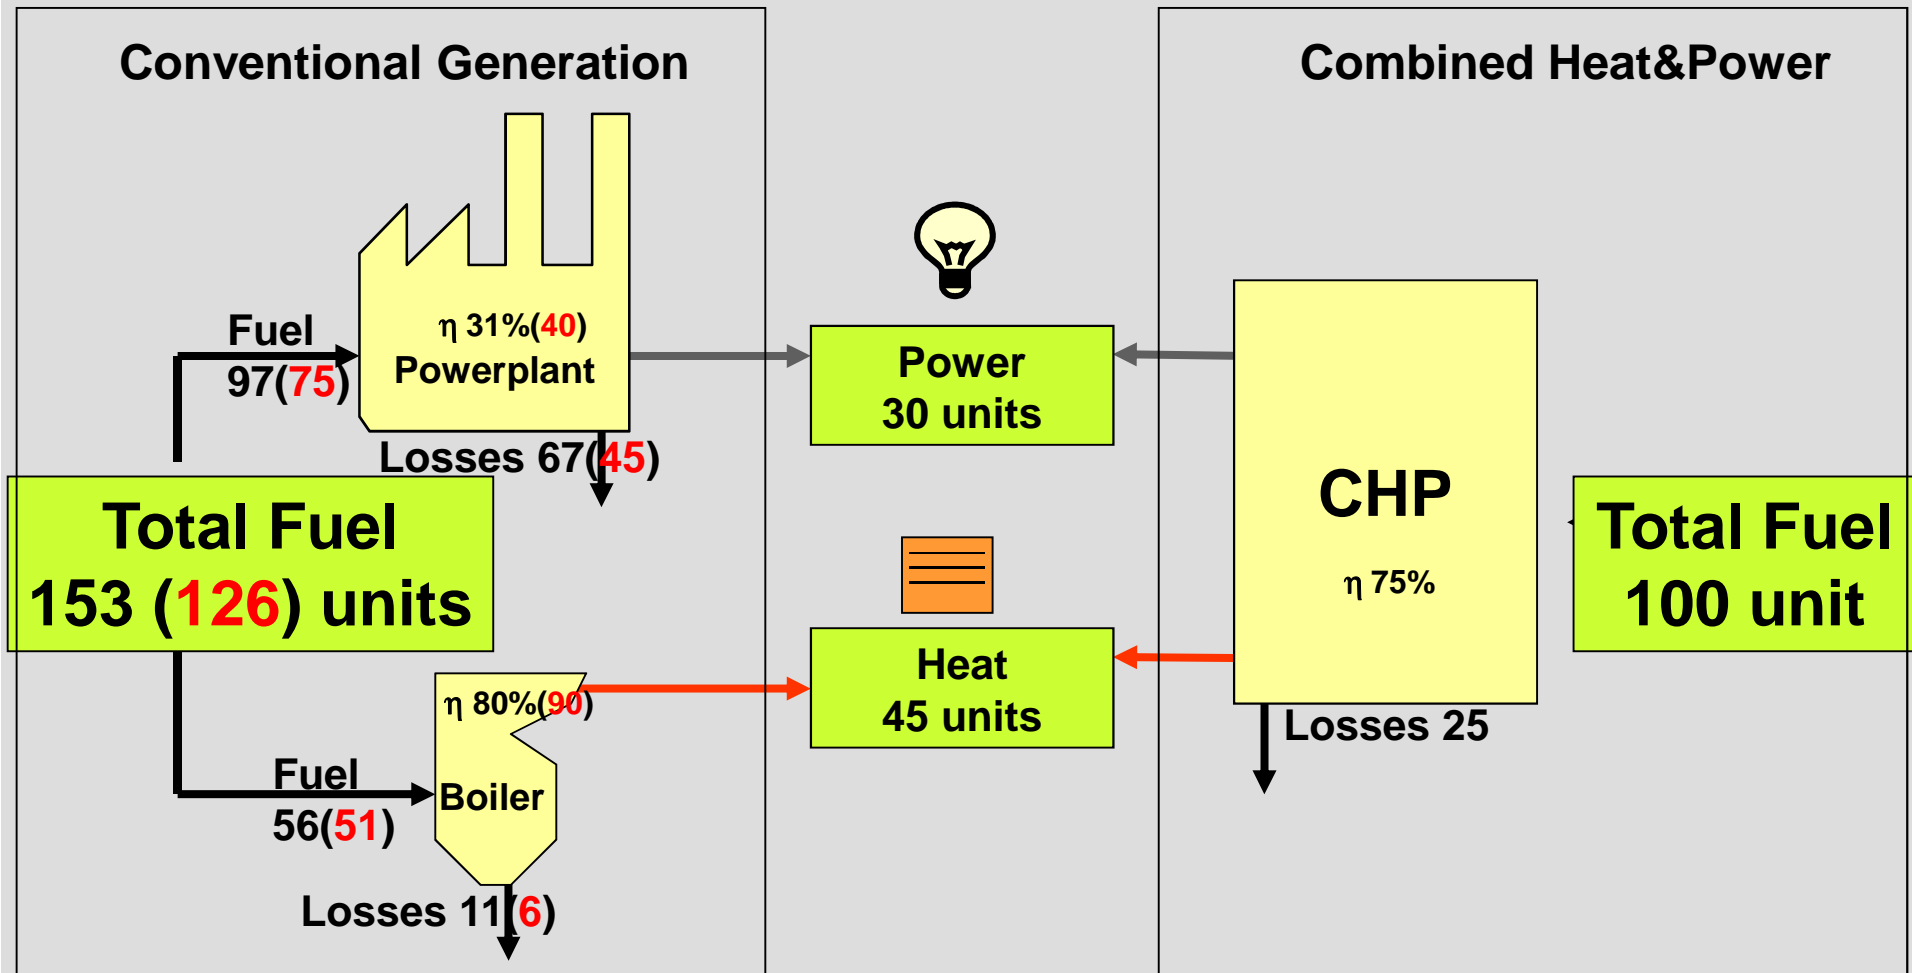 Conventional Generation
Combined Heat&Power
η 31%(40)
Powerplant
Fuel
97(75)
Losses 67(45)
Total Fuel
153 (126) units
η 80%(90)
Boiler
Fuel
56(51)
Losses 11(6)
Power
30 units
Heat
45 units
CHP
η 75%
Losses 25
Total Fuel
100 unit